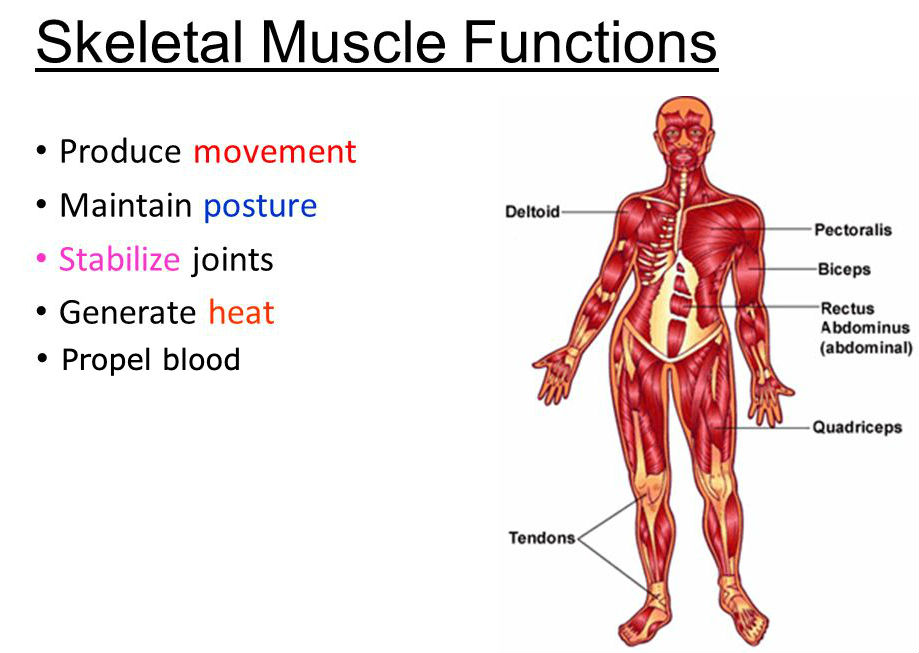 Skeletal Muscle Functions
• Produce movement
• Maintain posture
• Stabilize joints
• Generate heat
• Propel blood
Deltoid
Pectoralis
Biceps
Rectus
Abdominus
(abdominal)
Quadriceps
Tendons